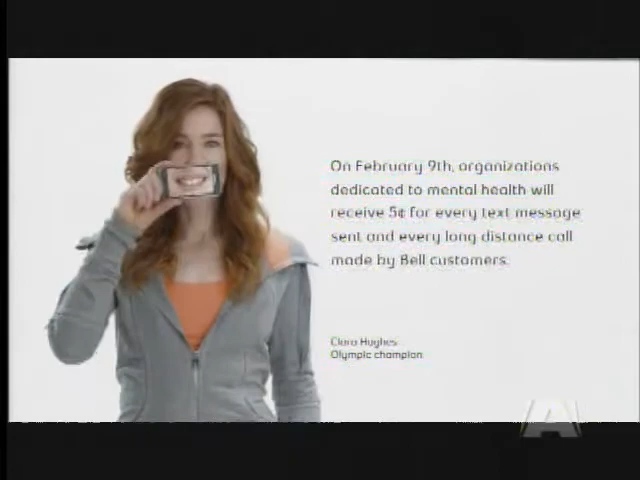 On February 9th, organizations
dedicated to mental health will
receive 5¢ for every text message
sent and every long distance call
made by Bell customers.
Clara Hughes
Olympic champion
A